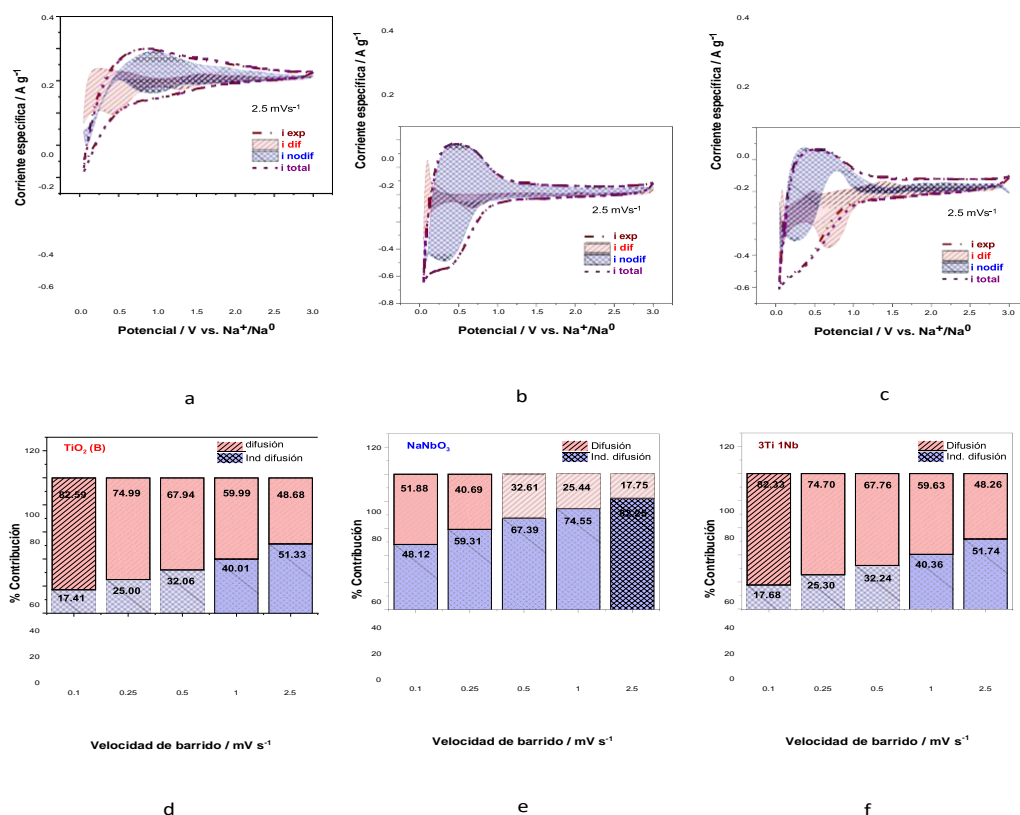 0.4
0.2
0.0
-0.2
-0.4
-0.6
Corriente específica / A g⁻¹
2.5 mVs⁻¹
i exp
i dif
i nodif
i total
0.0 0.5 1.0 1.5 2.0 2.5 3.0
Potencial / V vs. Na⁺/Na⁰
a
0.4
0.2
0.0
-0.2
-0.4
-0.6
-0.8
Corriente específica / A g⁻¹
2.5 mVs⁻¹
i exp
i dif
i nodif
i total
0.0 0.5 1.0 1.5 2.0 2.5 3.0
Potencial / V vs. Na⁺/Na⁰
b
0.4
0.2
0.0
-0.2
-0.4
-0.6
Corriente específica / A g⁻¹
2.5 mVs⁻¹
i exp
i dif
i nodif
i total
0.0 0.5 1.0 1.5 2.0 2.5 3.0
Potencial / V vs. Na⁺/Na⁰
c
TiO₂ (B)
difusión
Ind difusión
120
100
80
60
40
20
0
% Contribución
82.59 74.99 67.94 59.99 48.68
17.41 25.00 32.06 40.01 51.33
0.1 0.25 0.5 1 2.5
Velocidad de barrido / mV s⁻¹
d
NaNbO₃
Difusión
Ind. difusión
120
100
80
60
40
20
0
% Contribución
51.88 40.69 32.61 25.44 17.75
48.12 59.31 67.39 74.55
0.1 0.25 0.5 1 2.5
Velocidad de barrido / mV s⁻¹
e
3Ti 1Nb
Difusión
Ind. difusión
120
100
80
60
40
20
0
% Contribución
82.33 74.70 67.76 59.63 48.26
17.68 25.30 32.24 40.36 51.74
0.1 0.25 0.5 1 2.5
Velocidad de barrido / mV s⁻¹
f